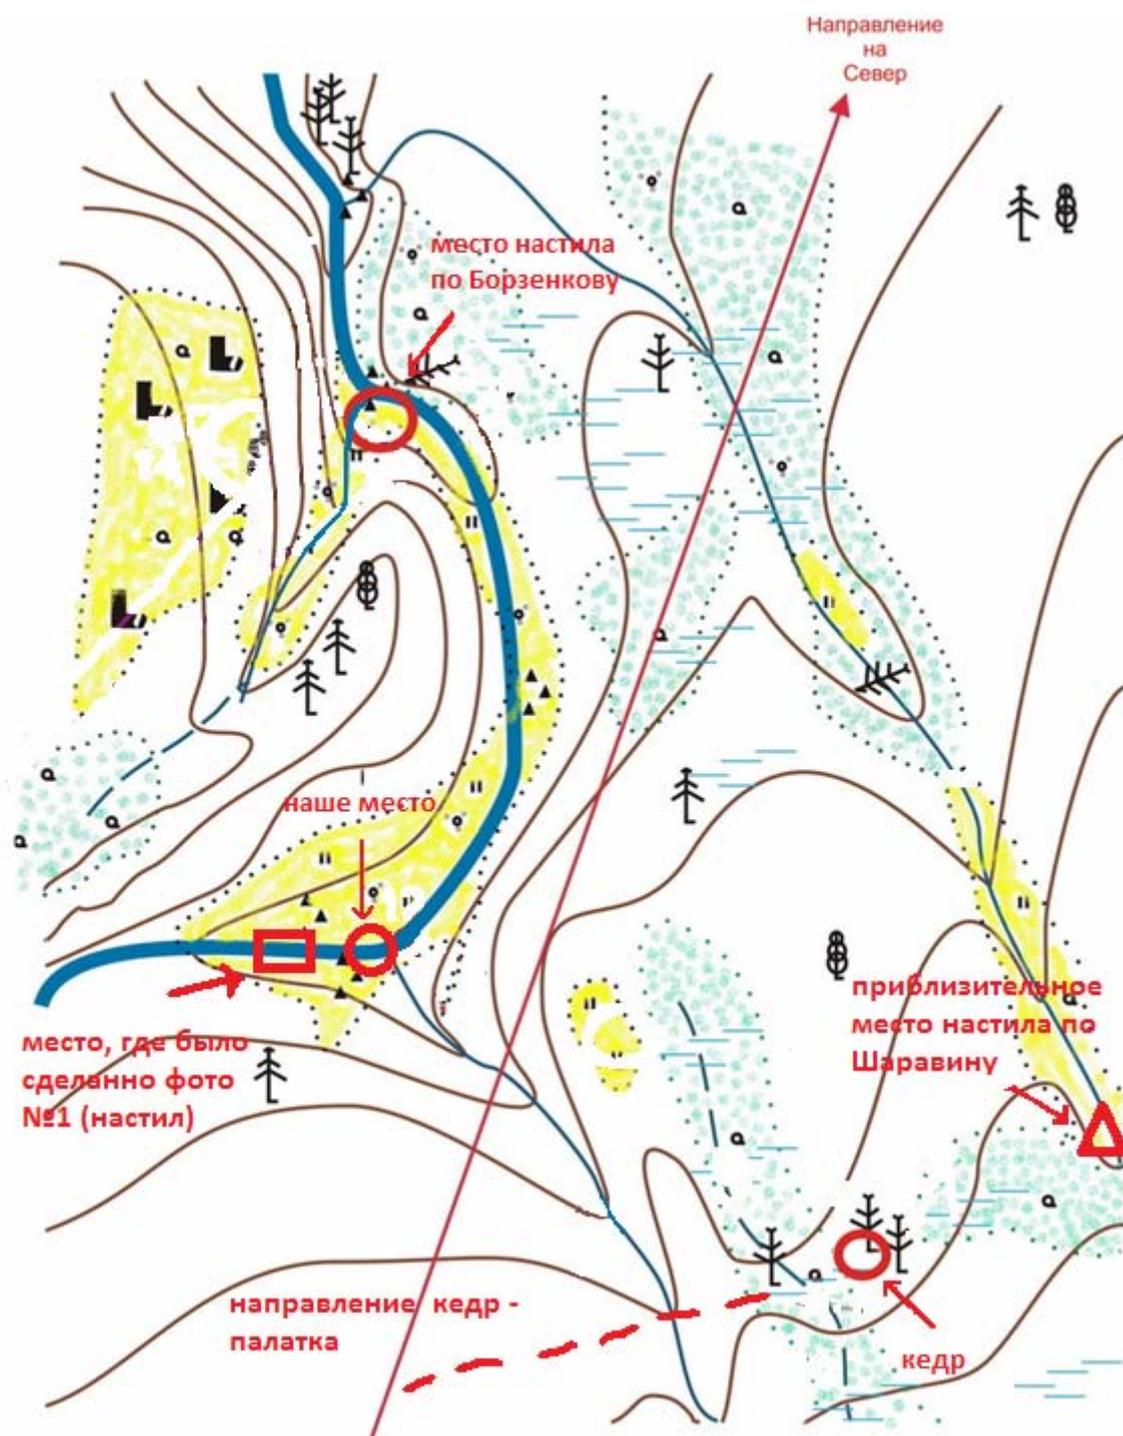 Направление
на
Север
место настила
по Борзенкову
наше место
приблизительное
место настила по
Шаравину
место, где было
сделанно фото
№1 (настил)
направление кедр -
палатка
кедр